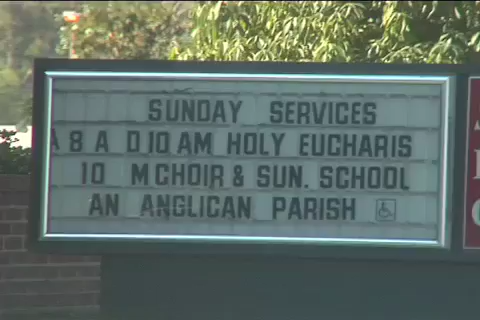 SUNDAY SERVICES
A 8 A D 10 AM HOLY EUCHARIS
10 M CHOIR & SUN. SCHOOL
AN ANGLICAN PARISH